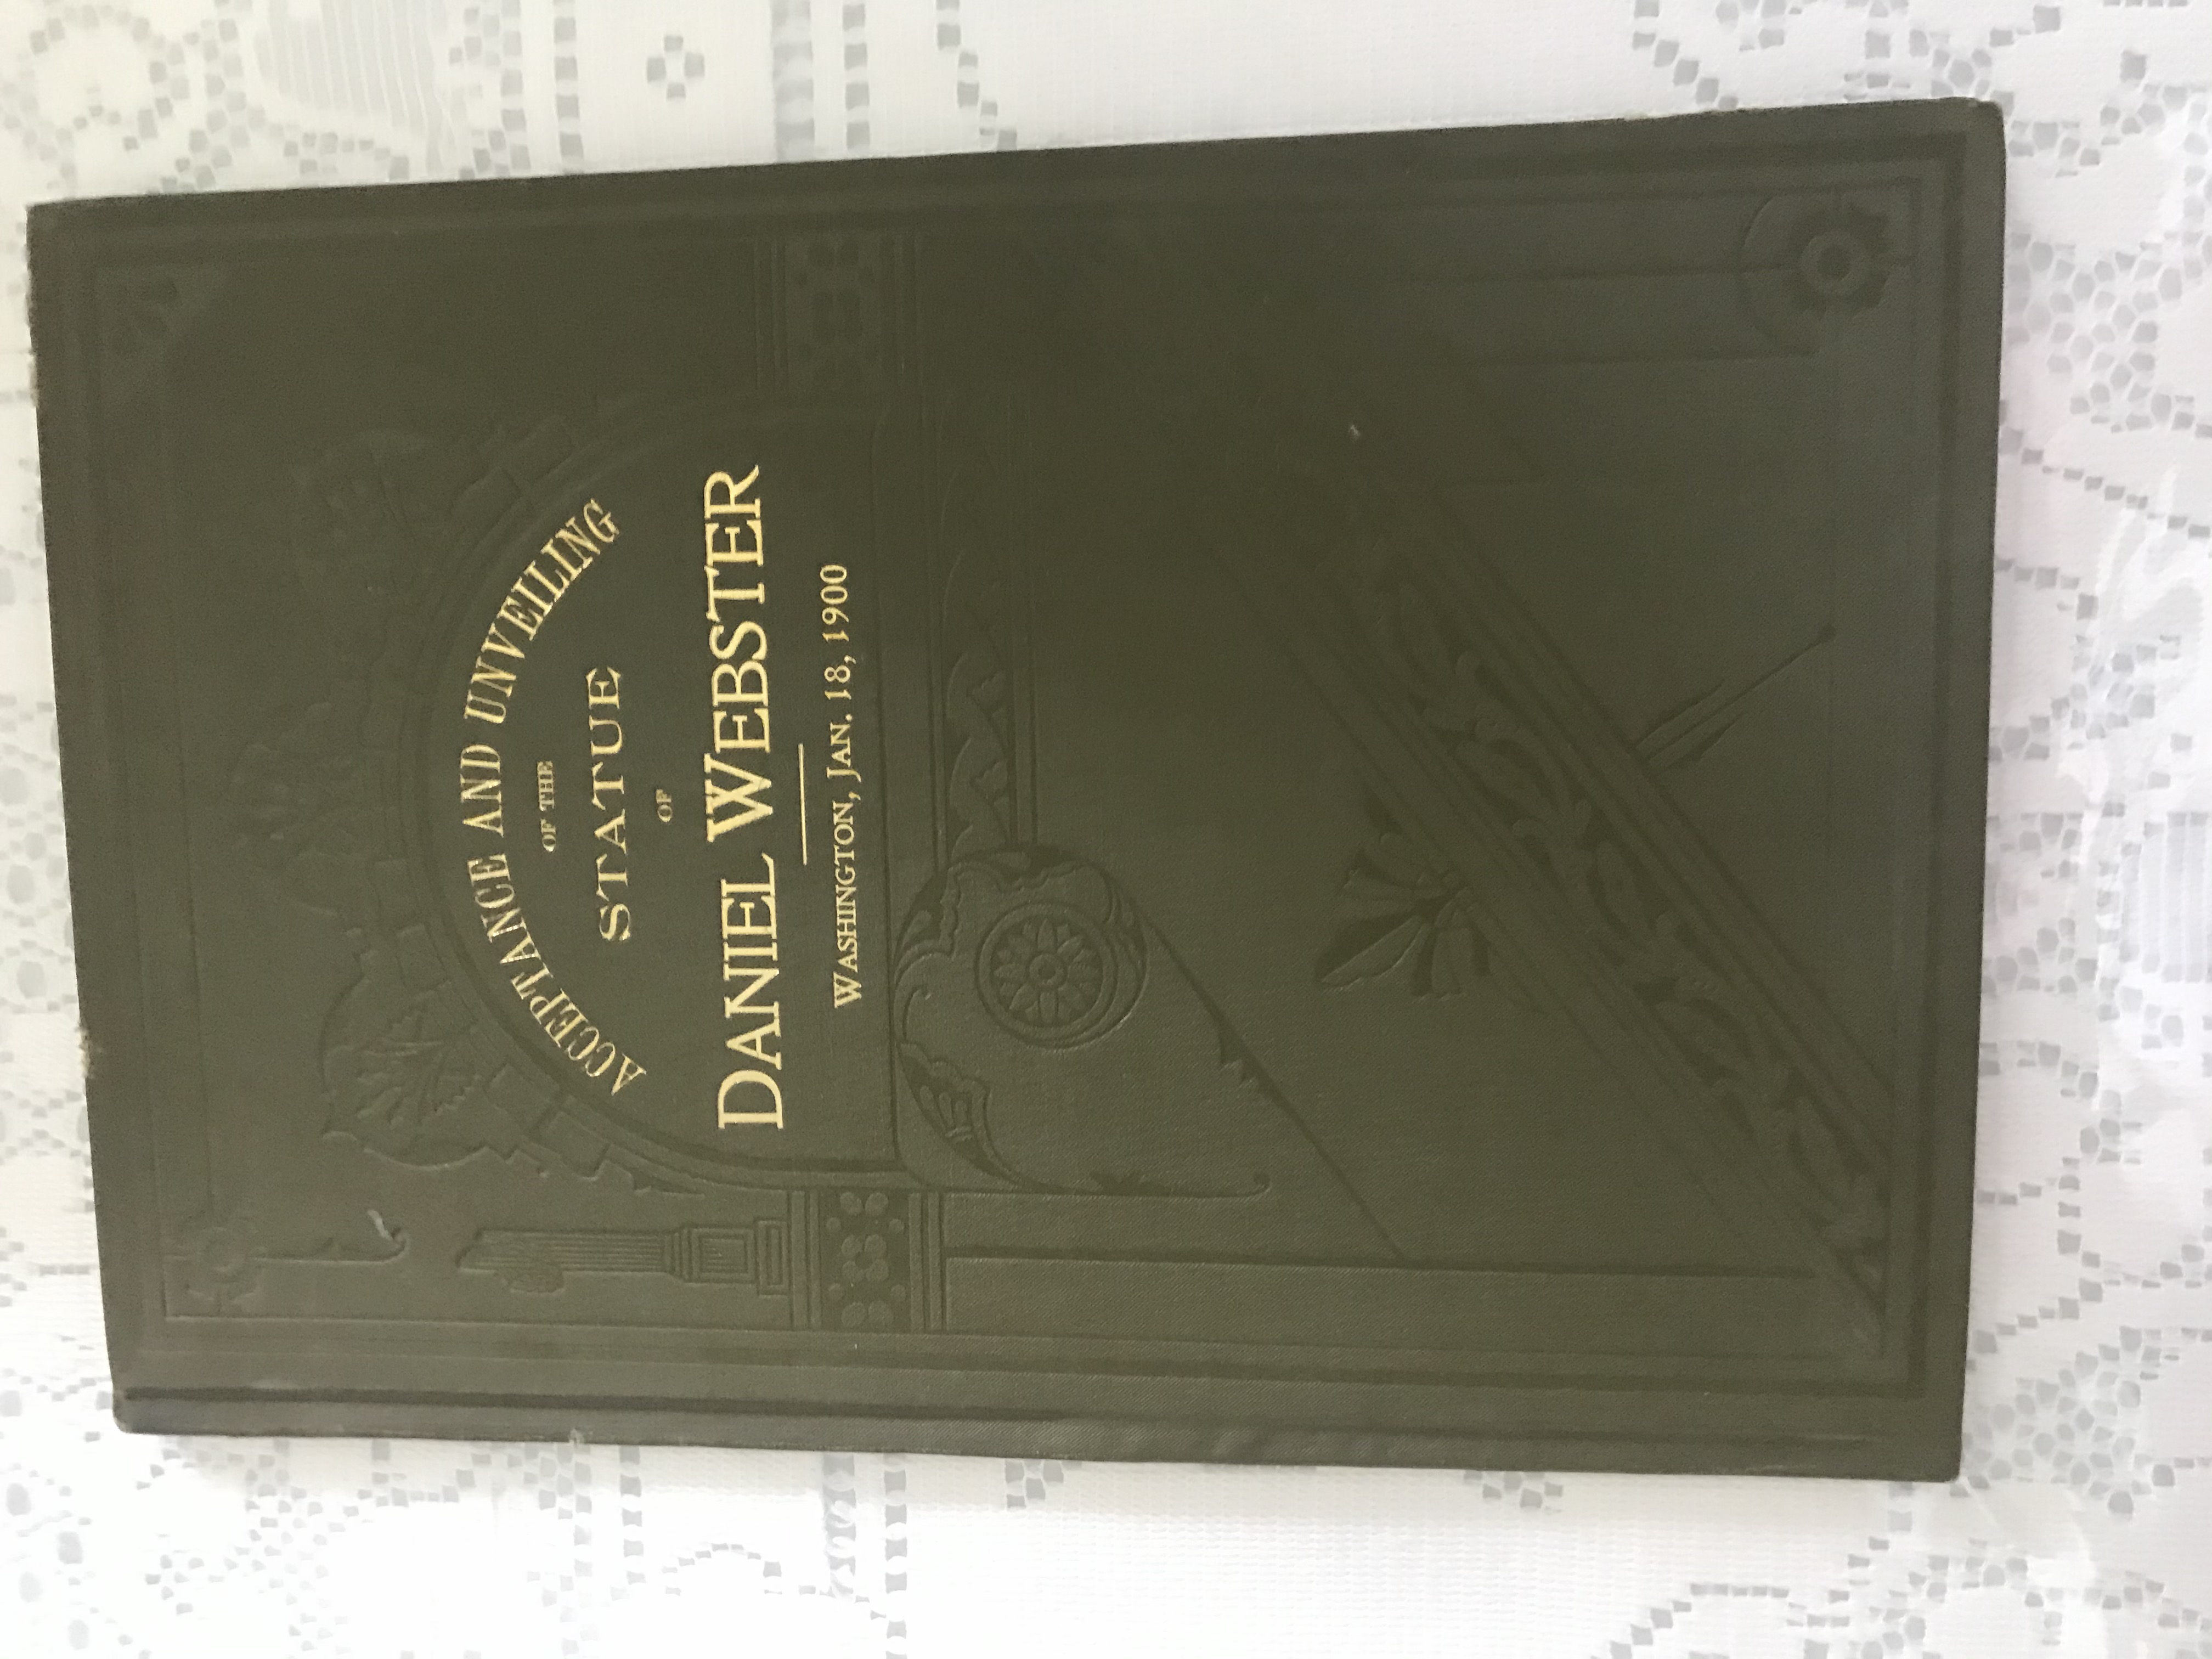 ACCEPTANCE AND UNVEILING
OF THE
STATUE
OF
DANIEL WEBSTER
WASHINGTON, JAN. 18, 1900